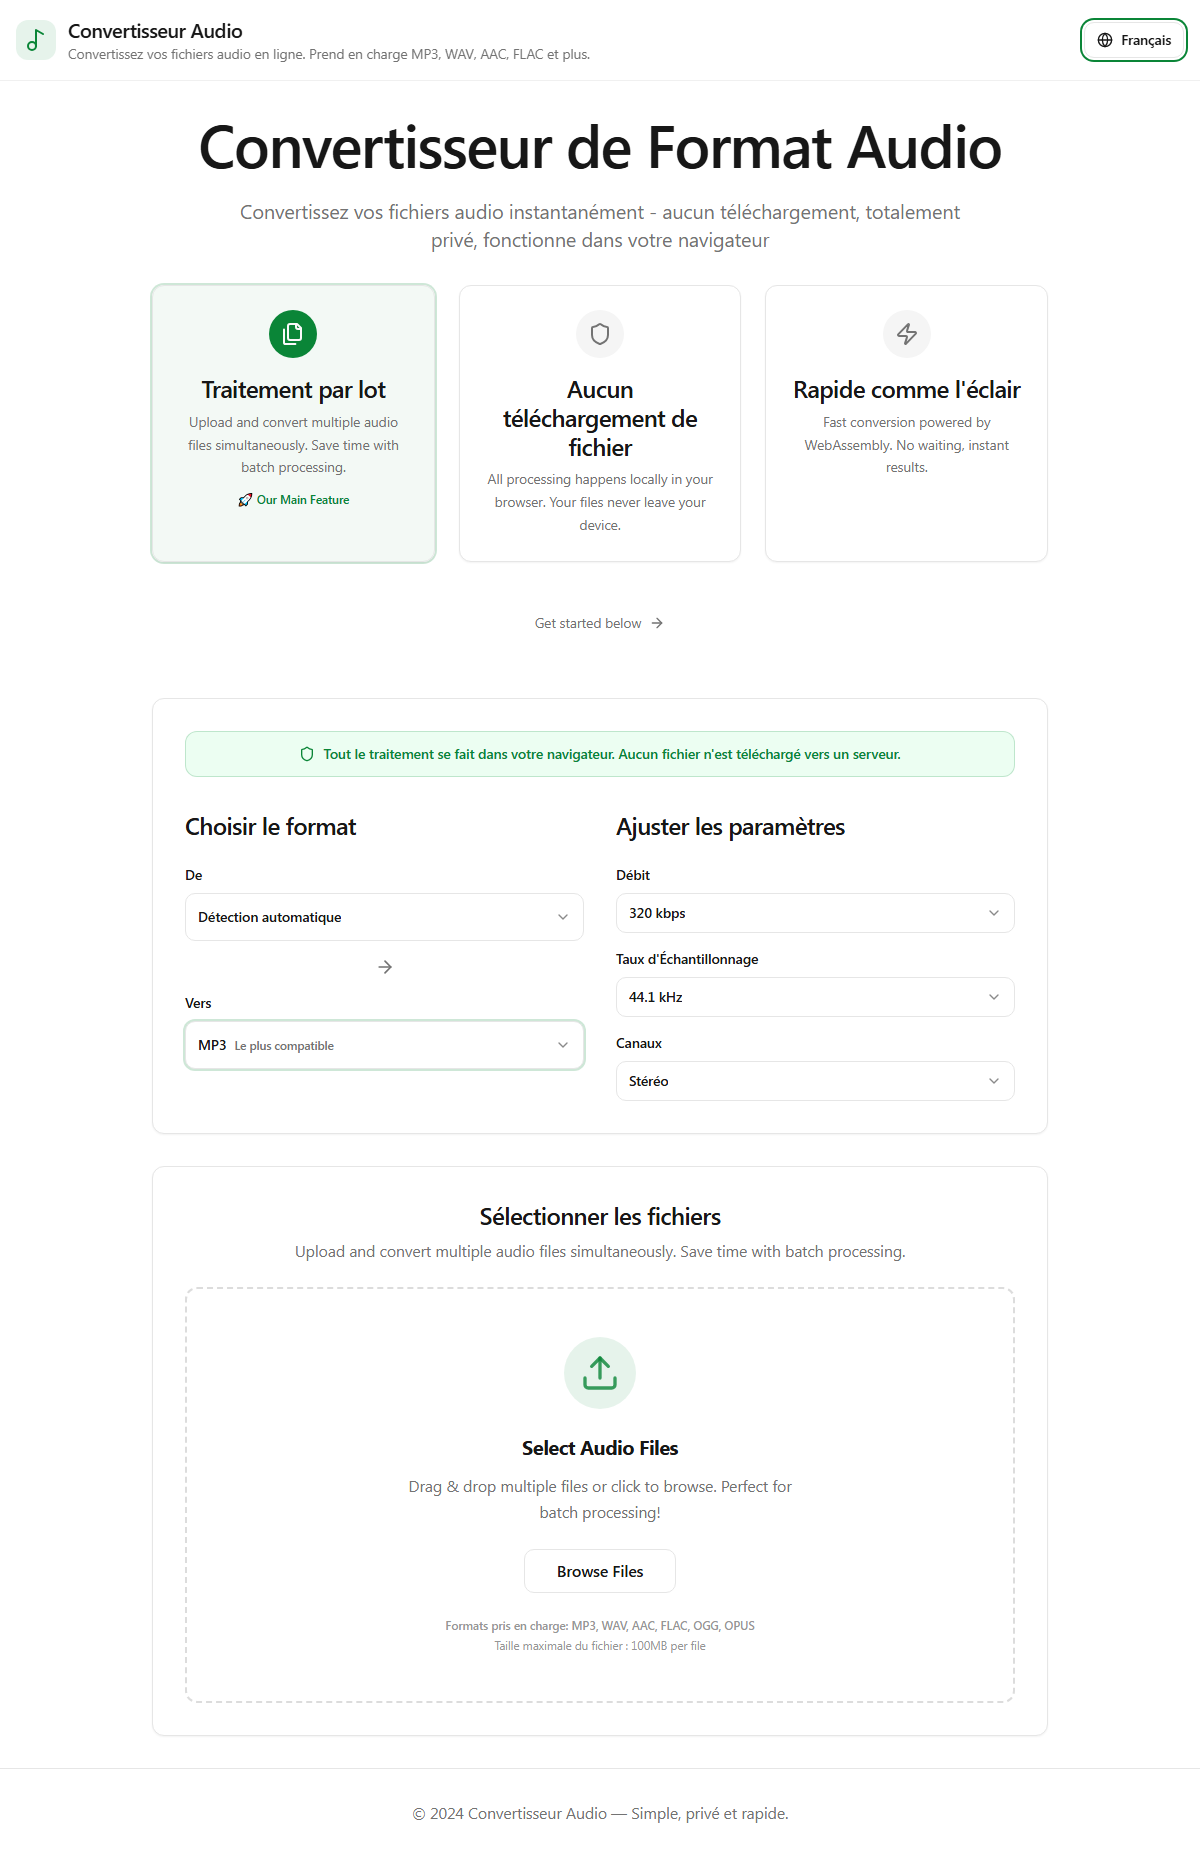 Convertisseur Audio
Convertissez vos fichiers audio en ligne. Prend en charge MP3, WAV, AAC, FLAC et plus.
Français
Convertisseur de Format Audio
Convertissez vos fichiers audio instantanément - aucun téléchargement, totalement
privé, fonctionne dans votre navigateur
Traitement par lot
Upload and convert multiple audio
files simultaneously. Save time with
batch processing.
🚀 Our Main Feature
Aucun
téléchargement de
fichier
All processing happens locally in your
browser. Your files never leave your
device.
Rapide comme l'éclair
Fast conversion powered by
WebAssembly. No waiting, instant
results.
Get started below
Tout le traitement se fait dans votre navigateur. Aucun fichier n'est téléchargé vers un serveur.
Choisir le format
De
Détection automatique
Vers
MP3 Le plus compatible
Ajuster les paramètres
Débit
320 kbps
Taux d'Échantillonnage
44.1 kHz
Canaux
Stéréo
Sélectionner les fichiers
Upload and convert multiple audio files simultaneously. Save time with batch processing.
Select Audio Files
Drag & drop multiple files or click to browse. Perfect for
batch processing!
Browse Files
Formats pris en charge: MP3, WAV, AAC, FLAC, OGG, OPUS
Taille maximale du fichier : 100MB per file
© 2024 Convertisseur Audio — Simple, privé et rapide.